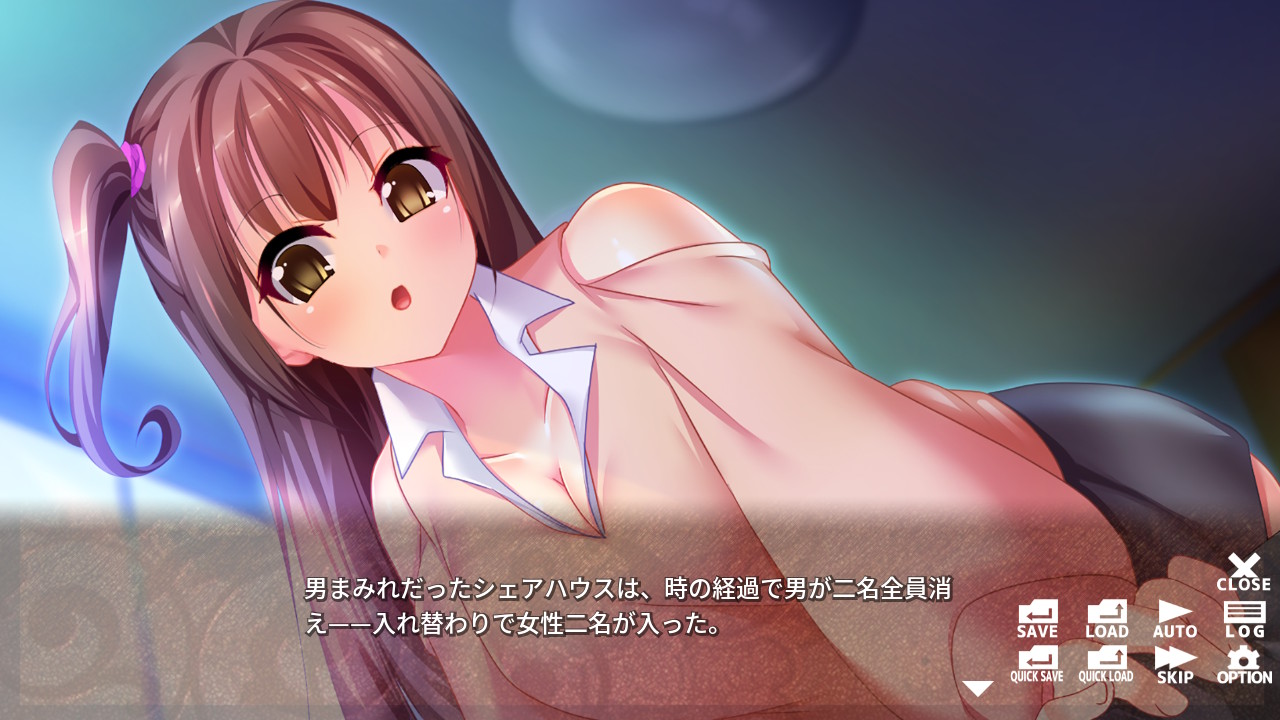 男まみれだったシェアハウスは、時の経過で男が二名全員消
え――入れ替わりで女性二名が入った。
CLOSE
SAVE
LOAD
AUTO
LOG
QUICK SAVE
QUICK LOAD
SKIP
OPTION